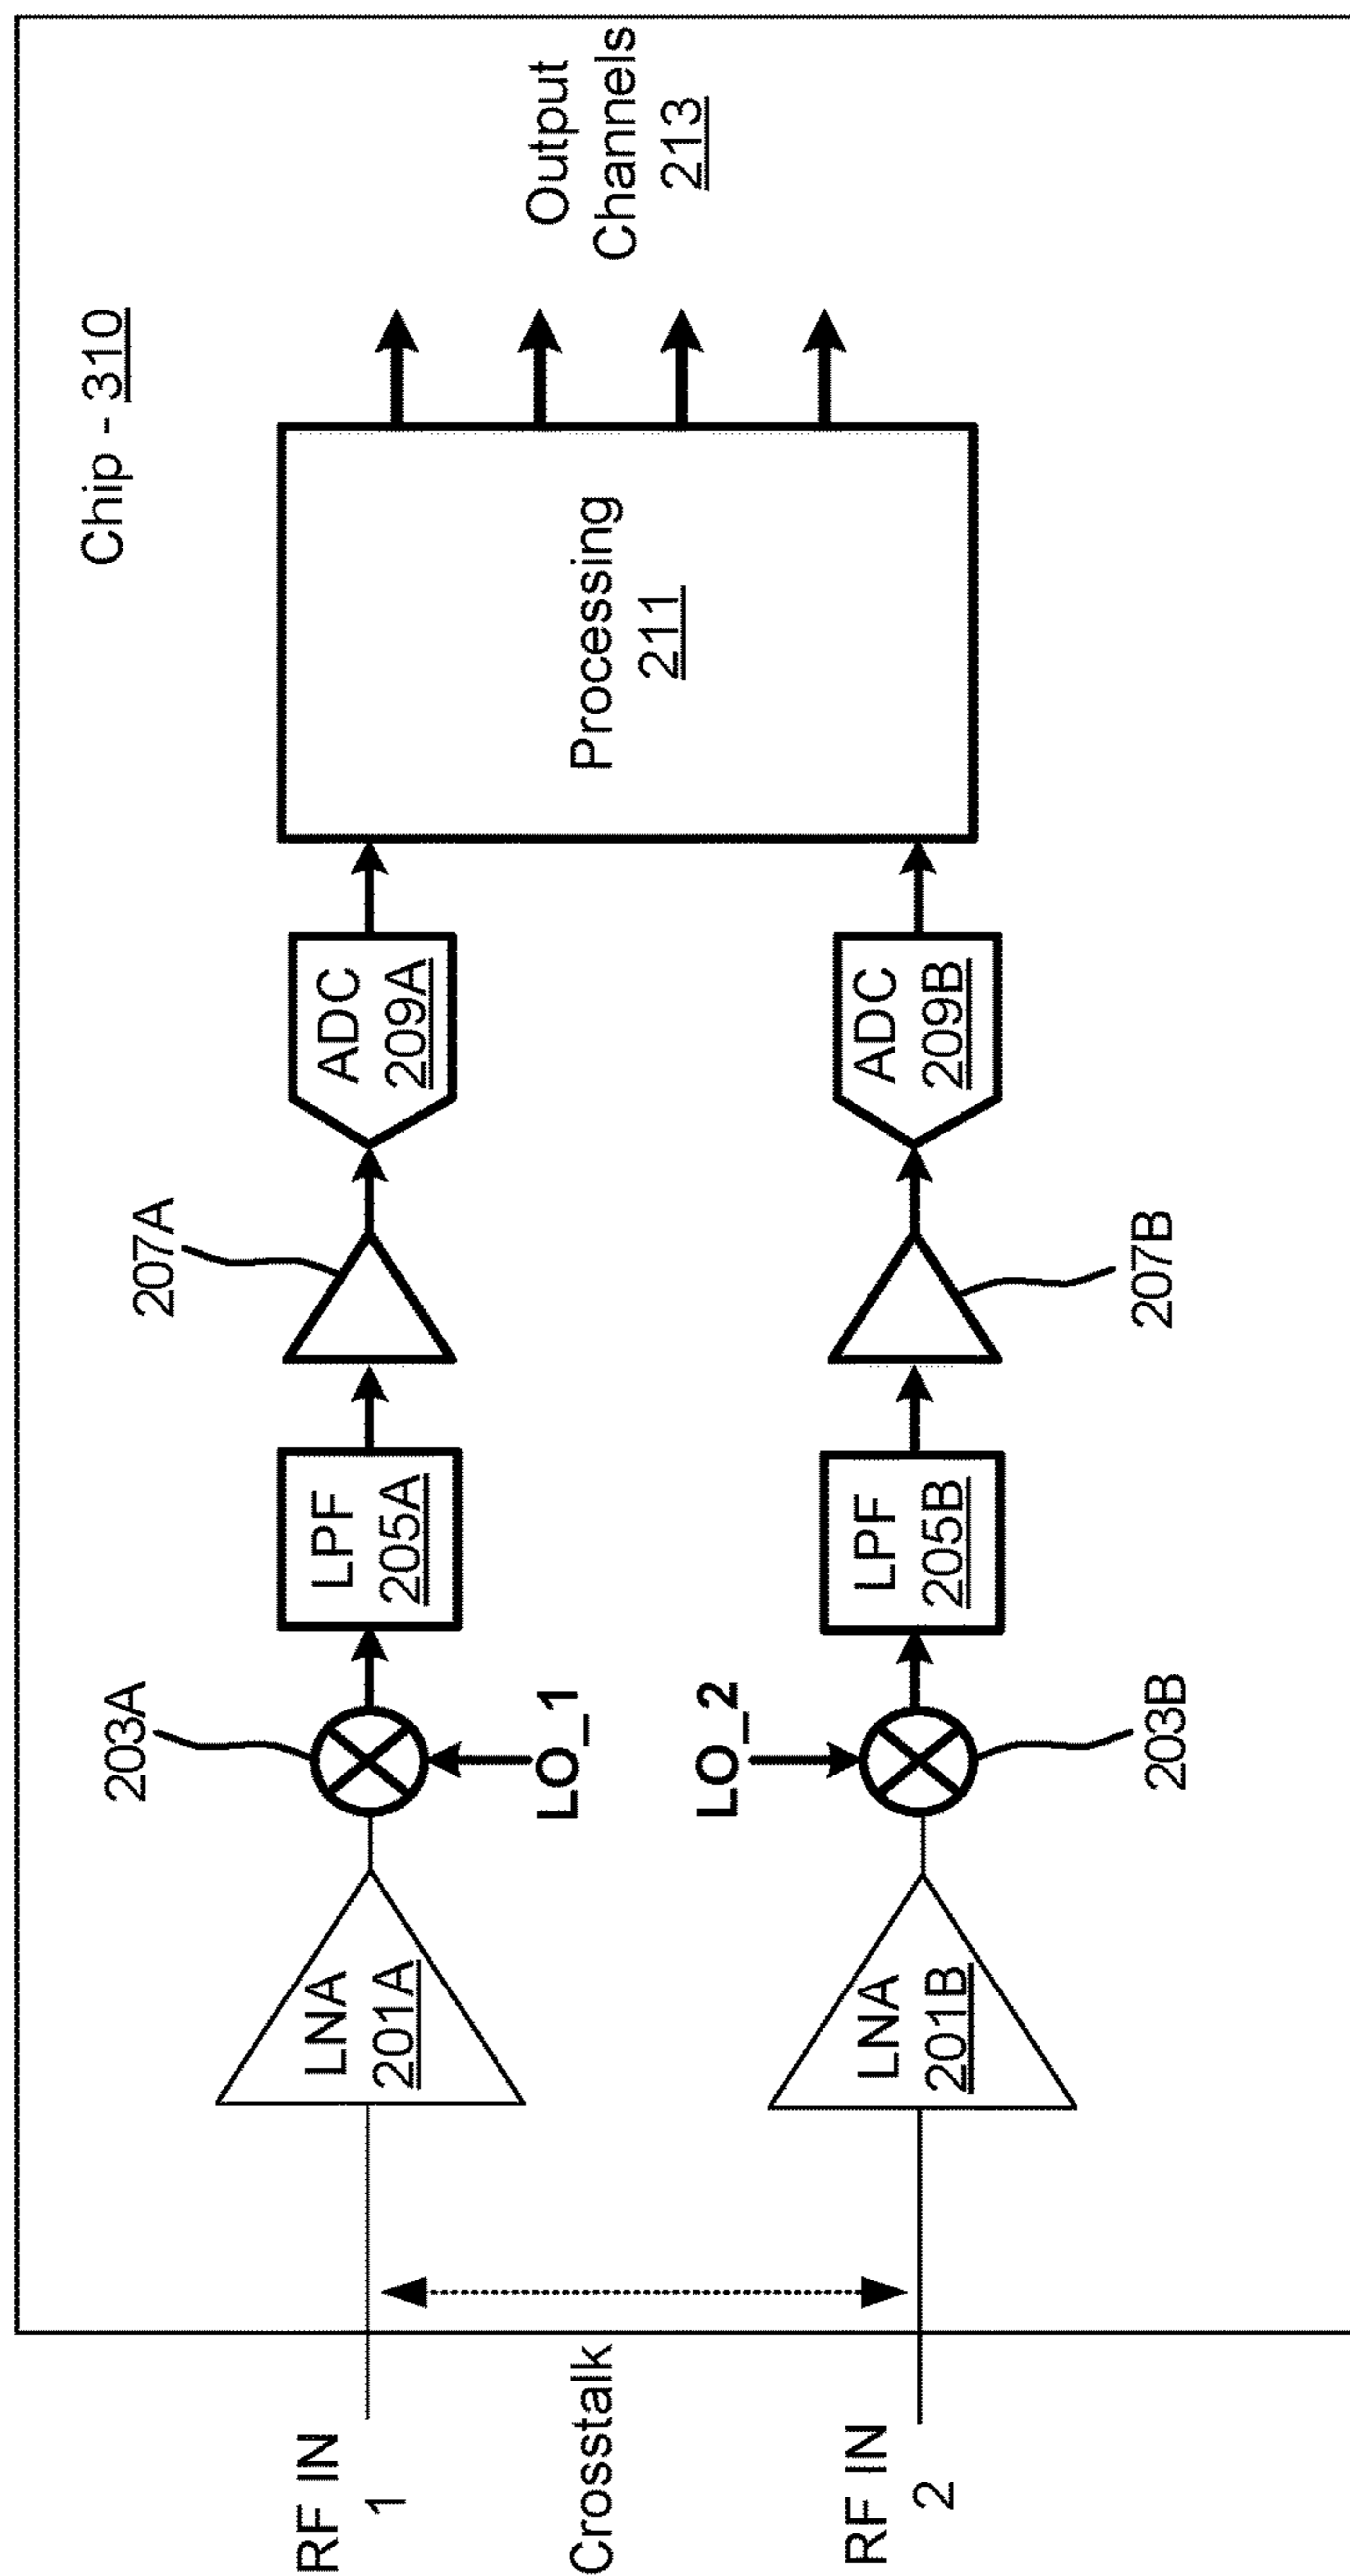 Chip - 310
207A
203A
RF IN
1
LNA
201A
LO_1
LPF
205A
ADC
209A
Processing
211
Output
Channels
213
Crosstalk
RF IN
2
LNA
201B
LO_2
LPF
205B
ADC
209B
203B
207B